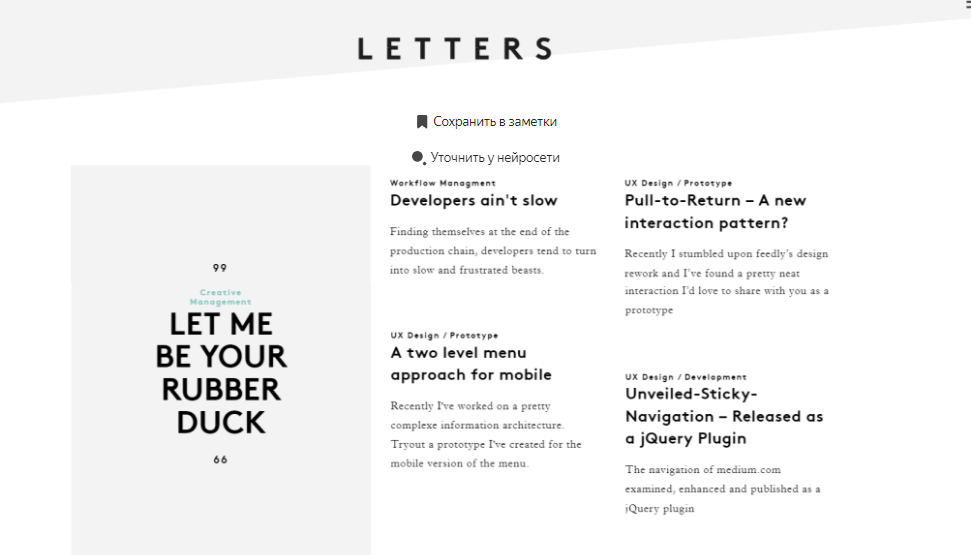 LETTERS
Сохранить в заметки
Уточнить у нейросети
99
Creative
Management
LET ME
BE YOUR
RUBBER
DUCK
66
Workflow Managment
Developers ain't slow
Finding themselves at the end of the
production chain, developers tend to turn
into slow and frustrated beasts.
UX Design / Prototype
A two level menu
approach for mobile
Recently I've worked on a pretty
complexe information architecture.
Tryout a prototype I've created for the
mobile version of the menu.
UX Design / Prototype
Pull-to-Return – A new
interaction pattern?
Recently I stumbled upon feedly's design
rework and I've found a pretty neat
interaction I'd love to share with you as a
prototype
UX Design / Development
Unveiled-Sticky-
Navigation – Released as
a jQuery Plugin
The navigation of medium.com
examined, enhanced and published as a
jQuery plugin